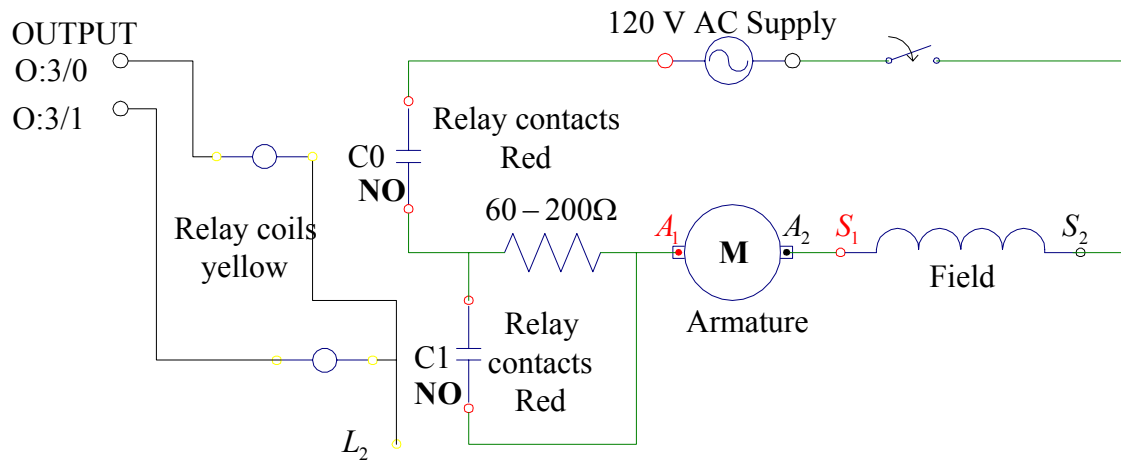 OUTPUT
O:3/0
O:3/1
120 V AC Supply
Relay contacts
Red
C0
NO
60 – 200Ω
A₁
M
A₂
S₁
S₂
Field
Armature
Relay coils
yellow
Relay
contacts
Red
C1
NO
L₂